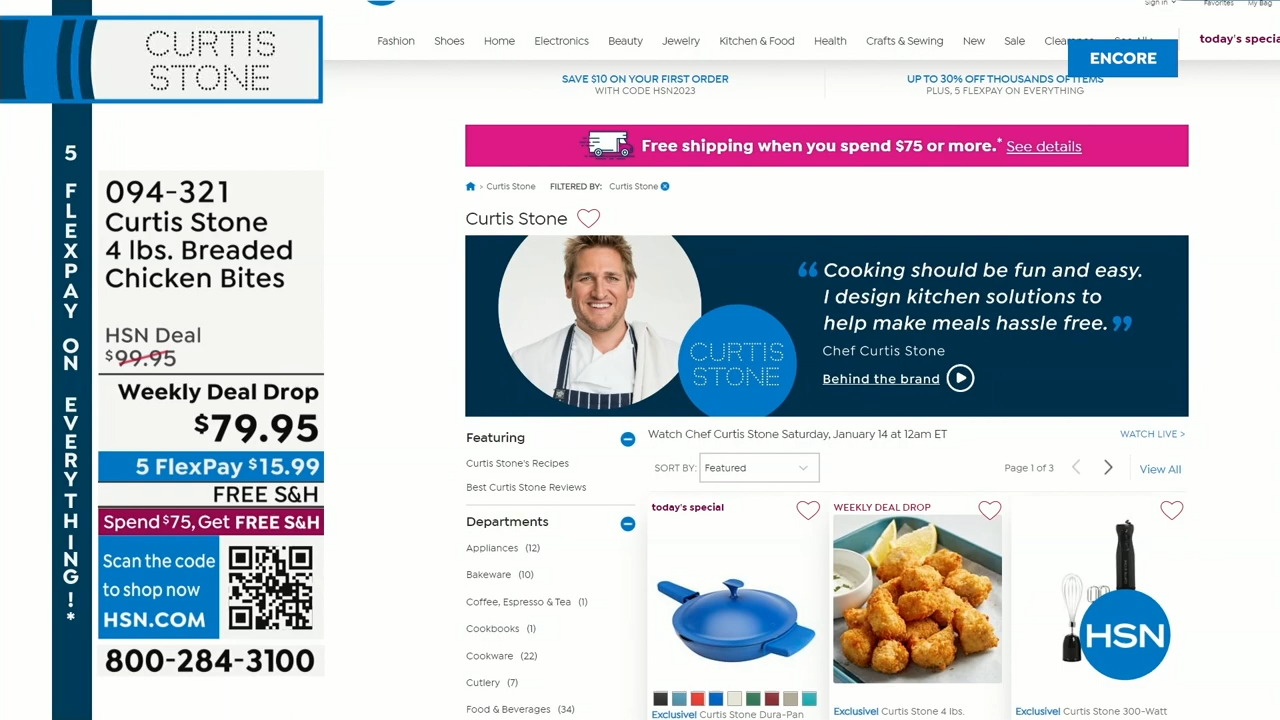 CURTIS
STONE
5 FLEXPAY ON EVERYTHING!*
094-321
Curtis Stone
4 lbs. Breaded
Chicken Bites
HSN Deal
$99.95
Weekly Deal Drop
$79.95
5 FlexPay $15.99
FREE S&H
Spend $75, Get FREE S&H
Scan the code
to shop now
HSN.COM
800-284-3100
Sign in
Favorites
My Bag
Fashion
Shoes
Home
Electronics
Beauty
Jewelry
Kitchen & Food
Health
Crafts & Sewing
New
Sale
today's specia
ENCORE
SAVE $10 ON YOUR FIRST ORDER
WITH CODE HSN2023
UP TO 30% OFF THOUSANDS OF ITEMS
PLUS, 5 FLEXPAY ON EVERYTHING
Free shipping when you spend $75 or more.* See details
> Curtis Stone FILTERED BY: Curtis Stone
Curtis Stone
“ Cooking should be fun and easy.
I design kitchen solutions to
help make meals hassle free. ”
Chef Curtis Stone
Behind the brand
CURTIS
STONE
Featuring
Curtis Stone's Recipes
Best Curtis Stone Reviews
Departments
Appliances (12)
Bakeware (10)
Coffee, Espresso & Tea (1)
Cookbooks (1)
Cookware (22)
Cutlery (7)
Food & Beverages (34)
Watch Chef Curtis Stone Saturday, January 14 at 12am ET
WATCH LIVE >
SORT BY: Featured
Page 1 of 3
View All
today's special
WEEKLY DEAL DROP
HSN
Exclusive! Curtis Stone Dura-Pan
Exclusive! Curtis Stone 4 lbs.
Exclusive! Curtis Stone 300-Watt